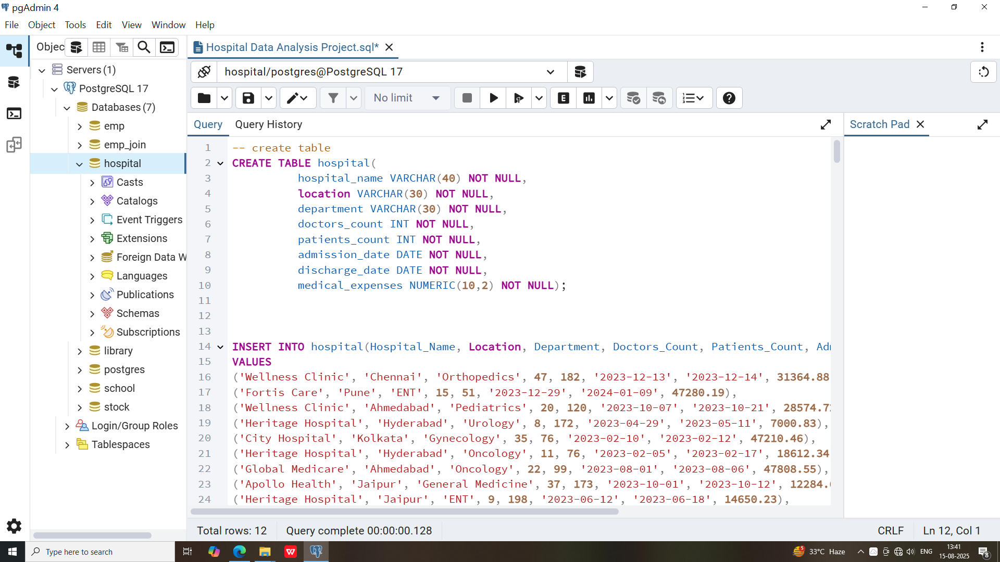 pgAdmin 4
File Object Tools Edit View Window Help
Objec
Servers (1)
PostgreSQL 17
Databases (7)
emp
emp_join
hospital
Casts
Catalogs
Event Triggers
Extensions
Foreign Data W
Languages
Publications
Schemas
Subscriptions
library
postgres
school
stock
Login/Group Roles
Tablespaces
Hospital Data Analysis Project.sql*
hospital/postgres@PostgreSQL 17
No limit
E
Query Query History
Scratch Pad
1 -- create table
2 CREATE TABLE hospital(
3 hospital_name VARCHAR(40) NOT NULL,
4 location VARCHAR(30) NOT NULL,
5 department VARCHAR(30) NOT NULL,
6 doctors_count INT NOT NULL,
7 patients_count INT NOT NULL,
8 admission_date DATE NOT NULL,
9 discharge_date DATE NOT NULL,
10 medical_expenses NUMERIC(10,2) NOT NULL);
11
12
13
14 INSERT INTO hospital(Hospital_Name, Location, Department, Doctors_Count, Patients_Count, Ad
15 VALUES
16 ('Wellness Clinic', 'Chennai', 'Orthopedics', 47, 182, '2023-12-13', '2023-12-14', 31364.88
17 ('Fortis Care', 'Pune', 'ENT', 15, 51, '2023-12-29', '2024-01-09', 47280.19),
18 ('Wellness Clinic', 'Ahmedabad', 'Pediatrics', 20, 120, '2023-10-07', '2023-10-21', 28574.7
19 ('Heritage Hospital', 'Hyderabad', 'Urology', 8, 172, '2023-04-29', '2023-05-11', 7000.83),
20 ('City Hospital', 'Kolkata', 'Gynecology', 35, 76, '2023-02-10', '2023-02-12', 47210.46),
21 ('Heritage Hospital', 'Hyderabad', 'Oncology', 11, 76, '2023-02-05', '2023-02-17', 18612.34
22 ('Global Medicare', 'Ahmedabad', 'Oncology', 22, 99, '2023-08-01', '2023-08-06', 47808.55),
23 ('Apollo Health', 'Jaipur', 'General Medicine', 37, 173, '2023-10-01', '2023-10-12', 12284.
24 ('Heritage Hospital', 'Jaipur', 'ENT', 9, 198, '2023-06-12', '2023-06-18', 14650.23),
Total rows: 12 Query complete 00:00:00.128 CRLF Ln 12, Col 1
Type here to search
5
33°C Haze
ENG
13:41
15-08-2025
8